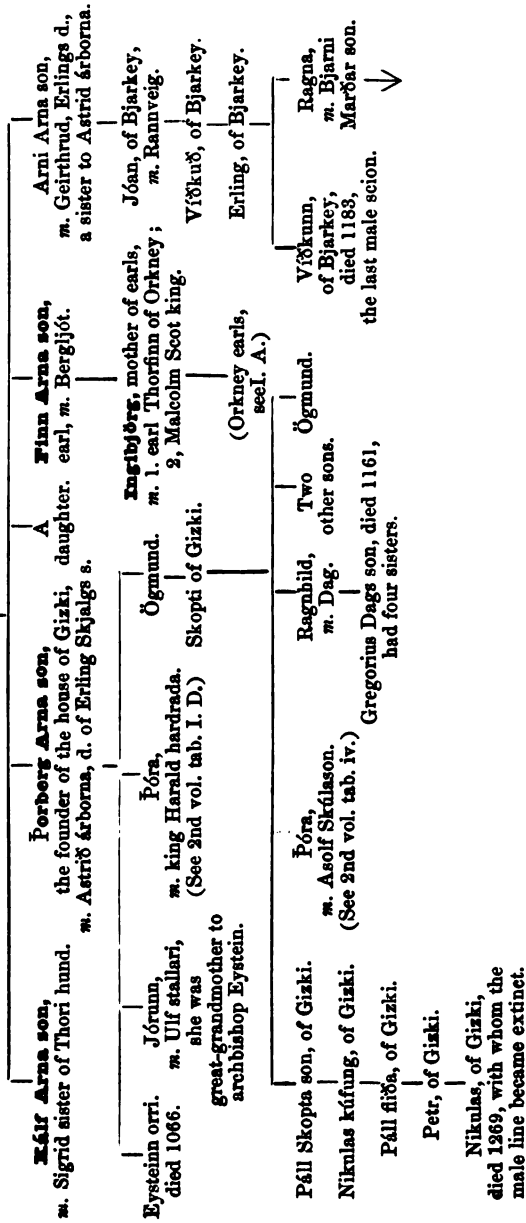 Kálf Arna son,
m. Sigrid sister of Thori hund.
Þorberg Arna son,
the founder of the house of Gizki,
m. Astrið árborna, d. of Erling Skjalgs s.
A
daughter.
Finn Arna son,
earl, m. Bergljót.
Arni Arna son,
m. Geirthrud, Erlings d.,
a sister to Astrid árborna.
Eysteinn orri.
died 1066.
Jórunn,
m. Ulf stallari,
she was
great-grandmother to
archbishop Eystein.
Þóra,
m. king Harald hardrada.
(See 2nd vol. tab. I. D.)
Ögmund.
Skopti of Gizki.
Engibjörg, mother of earls,
m. 1. earl Thorfinn of Orkney;
2, Malcolm Scot king.
(Orkney earls,
seeI. A.)
Jóan, of Bjarkey,
m. Rannveig.
Víðkuð, of Bjarkey.
Erling, of Bjarkey.
Páll Skopta son, of Gizki.
Nikulas kúfung, of Gizki.
Páll fliða, of Gizki.
Petr, of Gizki.
Nikulas, of Gizki,
died 1269, with whom the
male line became extinet.
Þóra,
m. Asolf Skúlason.
(See 2nd vol. tab. iv.)
Ragnhild,
m. Dag.
Gregorius Dags son, died 1161,
had four sisters.
Two
other sons.
Ögmund.
Víðkunn,
of Bjarkey,
died 1183,
the last male scion.
Ragna,
m. Bjarni
Marðar son.